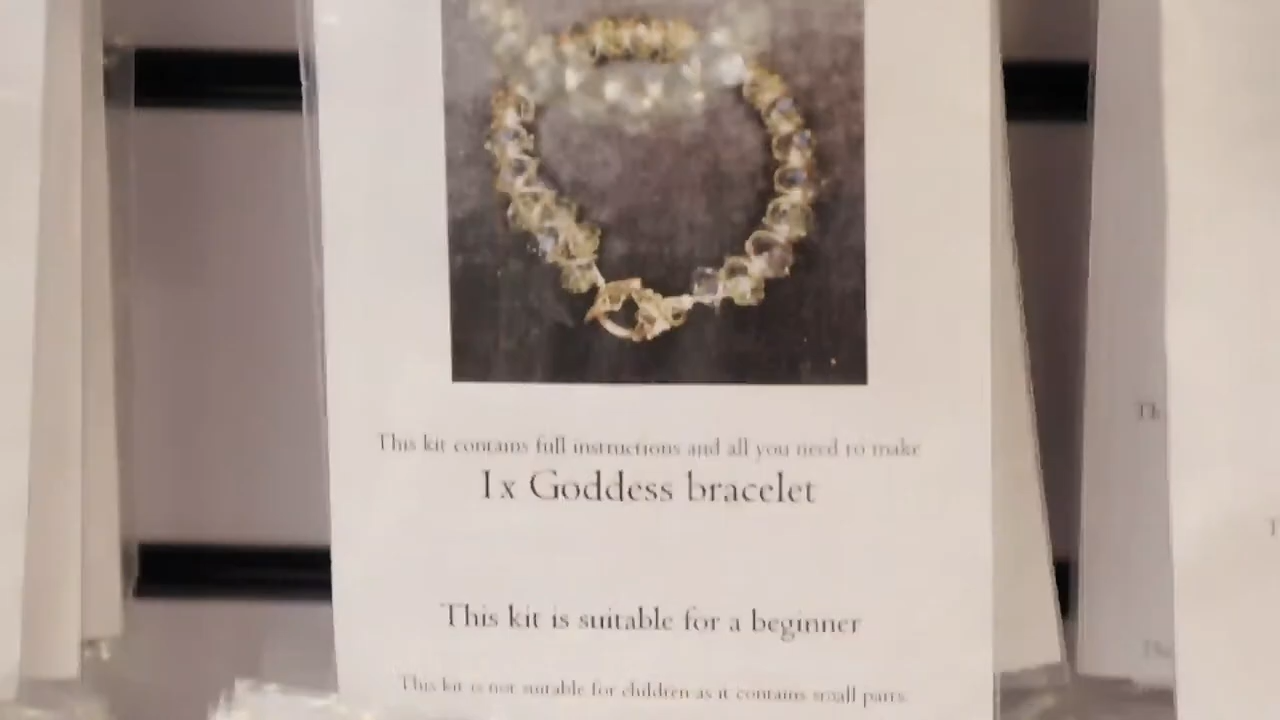 This kit contains full instructions and all you need to make
1x Goddess bracelet
This kit is suitable for a beginner
This kit is not suitable for children as it contains small parts